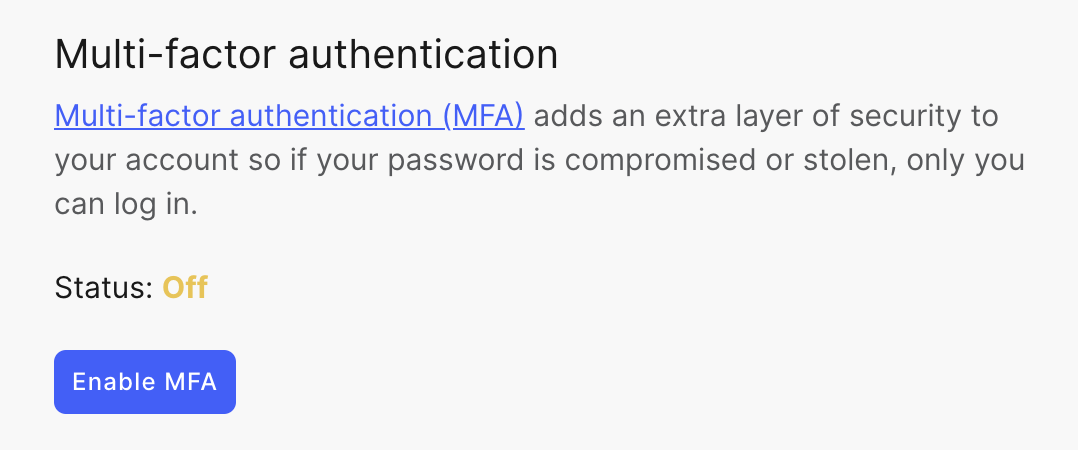 Multi-factor authentication
Multi-factor authentication (MFA) adds an extra layer of security to
your account so if your password is compromised or stolen, only you
can log in.
Status: Off
Enable MFA